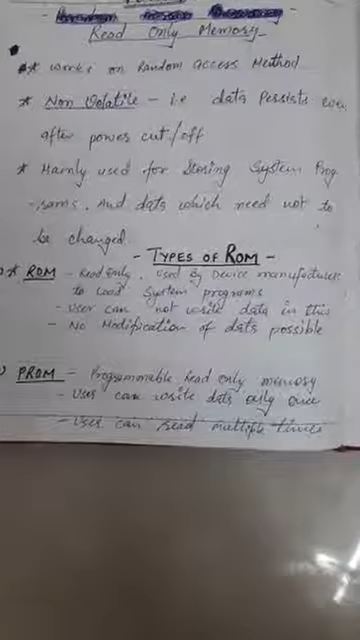 Read Only Memory
* Works on Random access Method
* Non Volatile - i.e data Persists even
after power cut/off
* Mainly used for Storing System Prog
-rams. And data which need not to
be changed
- TYPES OF ROM -
* ROM - Read Only. Used By Device manufacturer
to Load System programs
- User can not write data in this
- No Modification of data possible
PROM - Programmable Read Only memory
- User can write data only once
- User can read multiple times